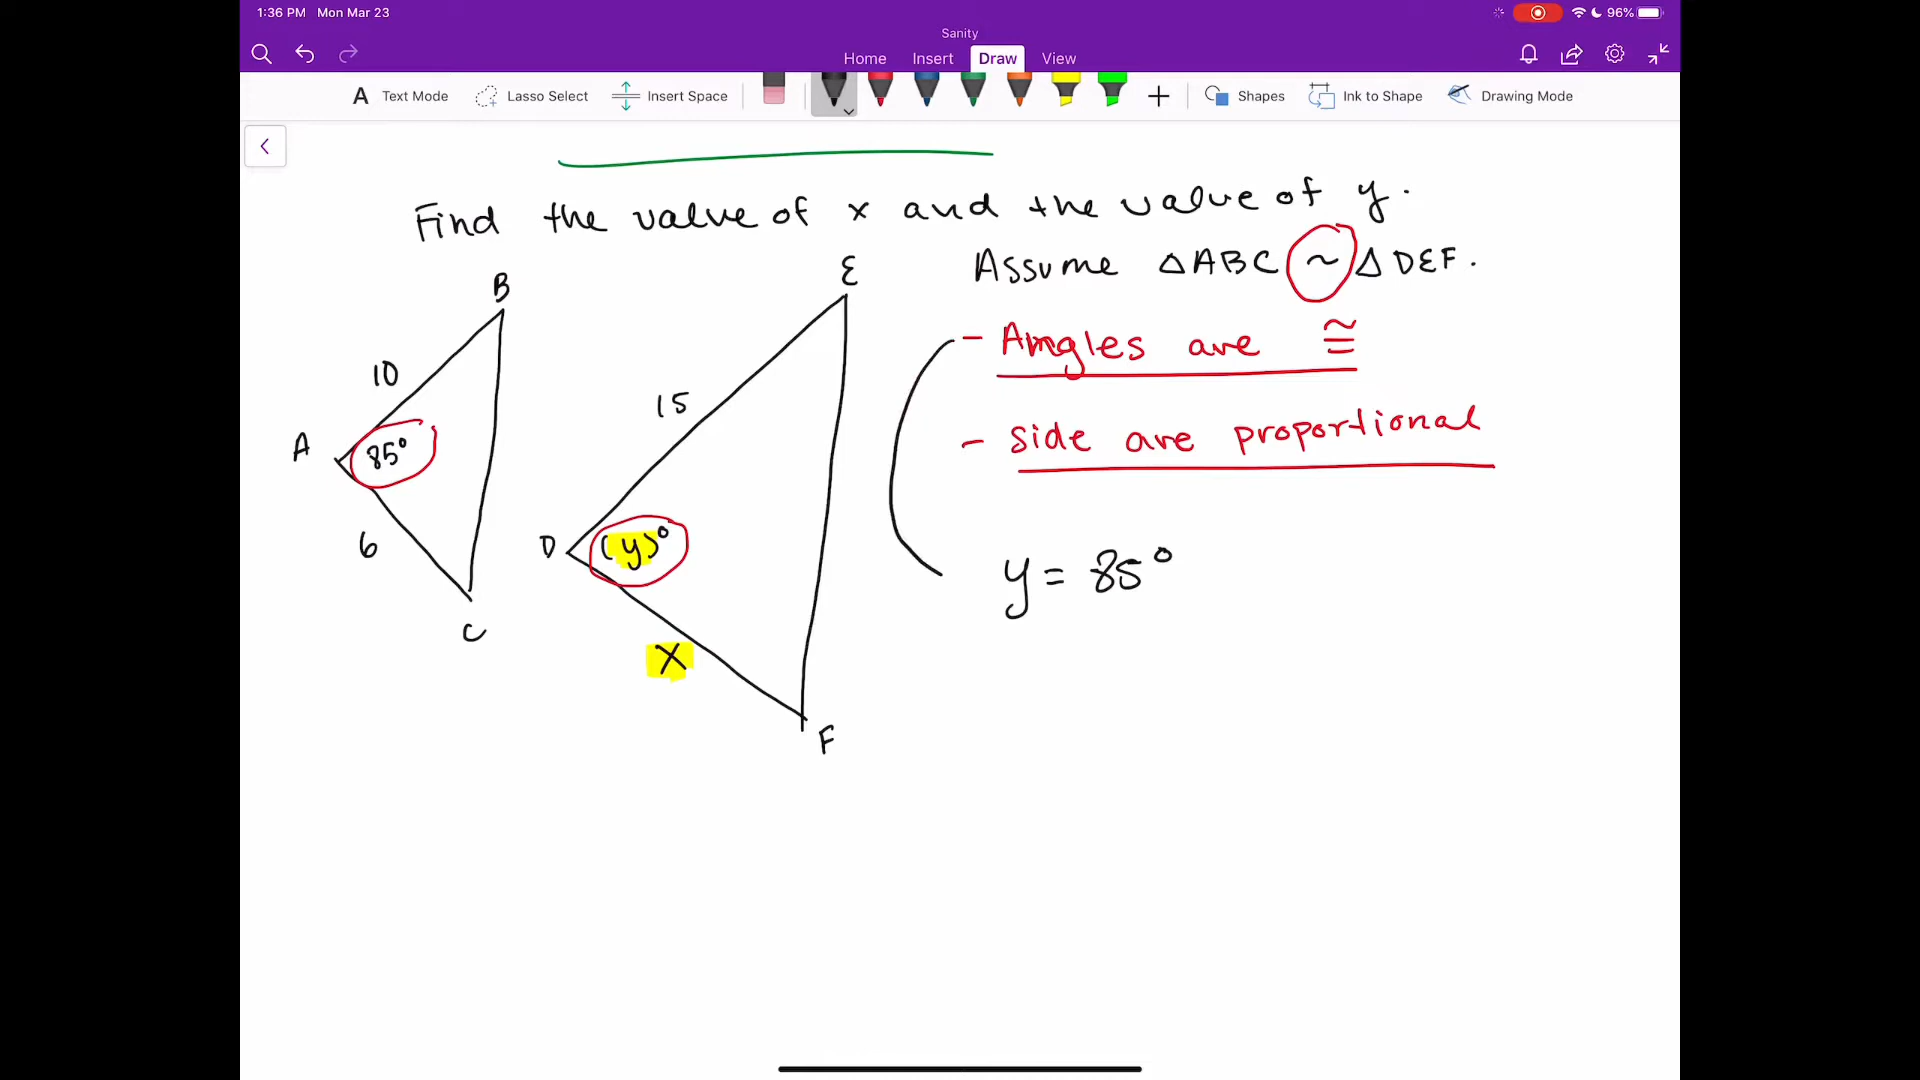 1:36 PM Mon Mar 23
96%
Sanity
Home Insert Draw View
A Text Mode Lasso Select Insert Space Shapes Ink to Shape Drawing Mode
Find the value of x and the value of y.
Assume △ABC ~ △DEF.
B
E
- Angles are ≅
10
15
- side are proportional
A
85°
6
D
(y)°
y = 85°
C
x
F